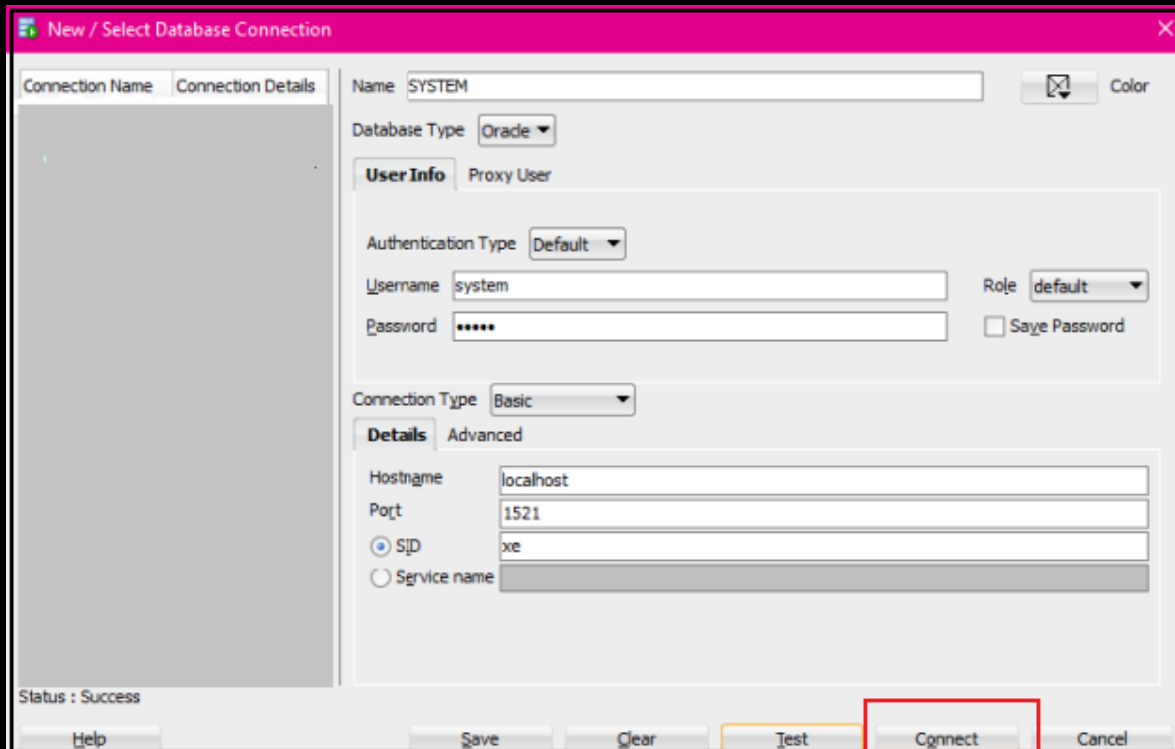 New / Select Database Connection
Connection Name Connection Details
Name SYSTEM Color
Database Type Oracle
User Info Proxy User
Authentication Type Default
Username system Role default
Password ••••• Save Password
Connection Type Basic
Details Advanced
Hostname localhost
Port 1521
SID xe
Service name
Status : Success
Help Save Clear Test Connect Cancel